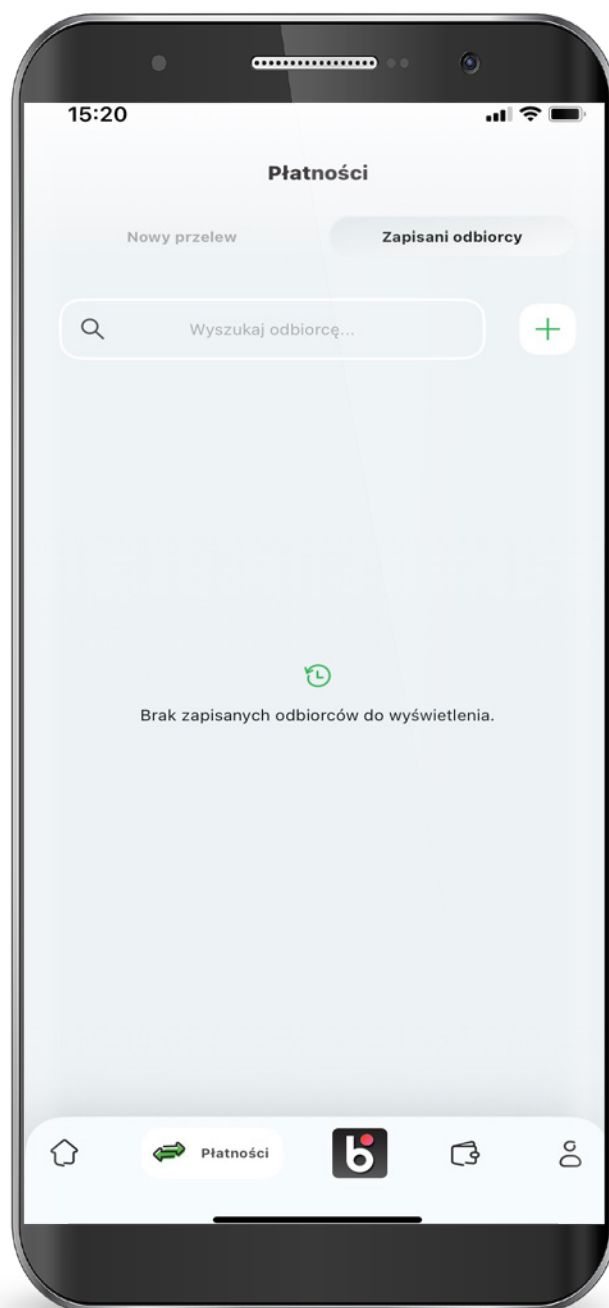 15:20
Płatności
Nowy przelew
Zapisani odbiorcy
Wyszukaj odbiorcę...
Brak zapisanych odbiorców do wyświetlenia.
Płatności
b